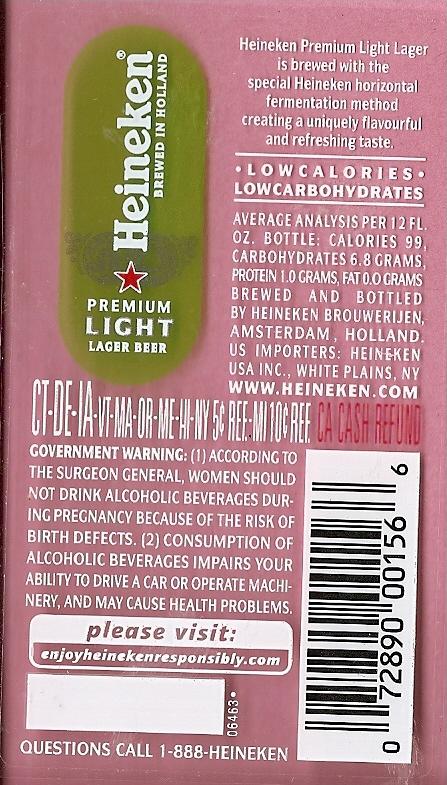 Heineken®
BREWED IN HOLLAND
PREMIUM
LIGHT
LAGER BEER
Heineken Premium Light Lager
is brewed with the
special Heineken horizontal
fermentation method
creating a uniquely flavourful
and refreshing taste.
• LOWCALORIES •
LOWCARBOHYDRATES
AVERAGE ANALYSIS PER 12 FL.
OZ. BOTTLE: CALORIES 99,
CARBOHYDRATES 6.8 GRAMS,
PROTEIN 1.0 GRAMS, FAT 0.0 GRAMS
BREWED AND BOTTLED
BY HEINEKEN BROUWERIJEN,
AMSTERDAM, HOLLAND.
US IMPORTERS: HEINEKEN
USA INC., WHITE PLAINS, NY
WWW.HEINEKEN.COM
CT-DE-IA-VT-MA-OR-ME-HI-NY 5¢ REF.-MI 10¢ REF. CA CASH REFUND
GOVERNMENT WARNING: (1) ACCORDING TO
THE SURGEON GENERAL, WOMEN SHOULD
NOT DRINK ALCOHOLIC BEVERAGES DUR-
ING PREGNANCY BECAUSE OF THE RISK OF
BIRTH DEFECTS. (2) CONSUMPTION OF
ALCOHOLIC BEVERAGES IMPAIRS YOUR
ABILITY TO DRIVE A CAR OR OPERATE MACHI-
NERY, AND MAY CAUSE HEALTH PROBLEMS.
please visit:
enjoyheinekenresponsibly.com
06463•
QUESTIONS CALL 1-888-HEINEKEN
0 72890 00156 6